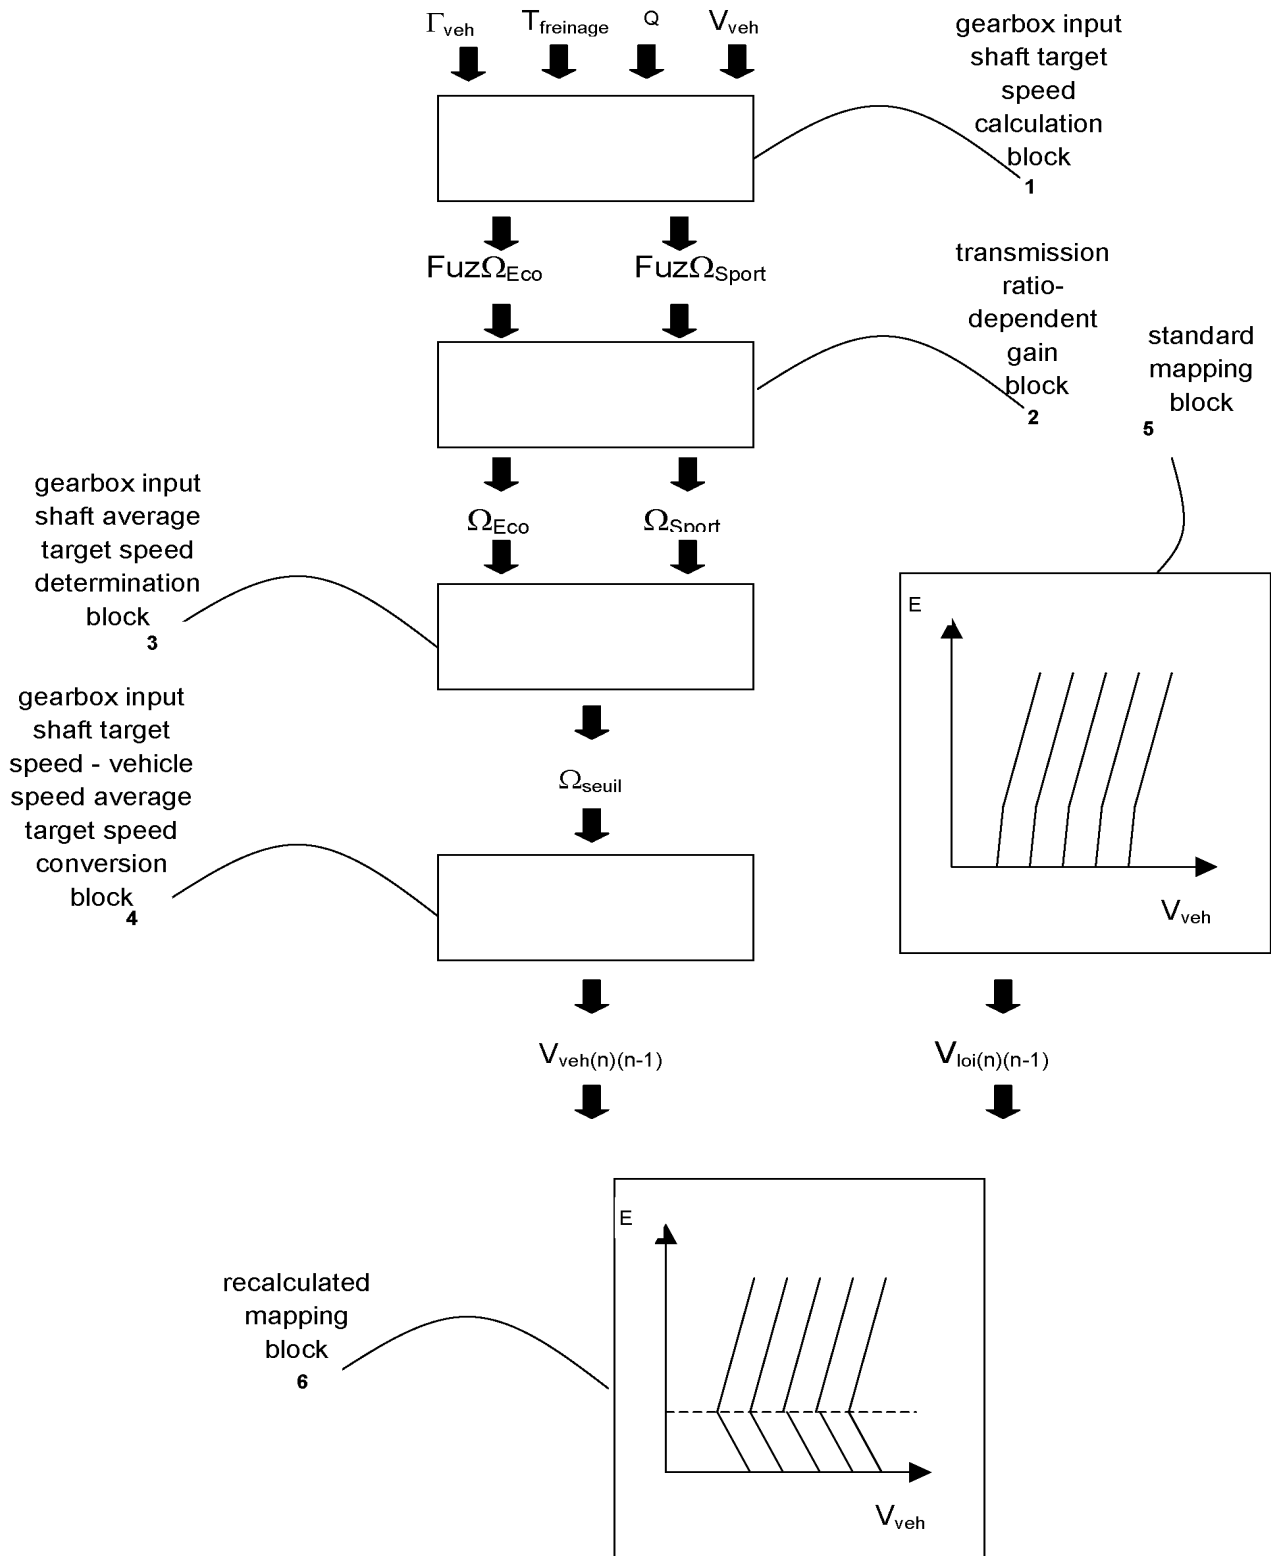 Γveh Tfreinage Q Vveh
gearbox input
shaft target
speed
calculation
block
1
FuzΩEco FuzΩSport
transmission
ratio-
dependent
gain
block
2
standard
mapping
block
5
gearbox input
shaft average
target speed
determination
block
3
ΩEco ΩSport
gearbox input
shaft target
speed - vehicle
speed average
target speed
conversion
block
4
Ωseuil
E
Vveh
Vveh(n)(n-1) Vloi(n)(n-1)
recalculated
mapping
block
6
E
Vveh